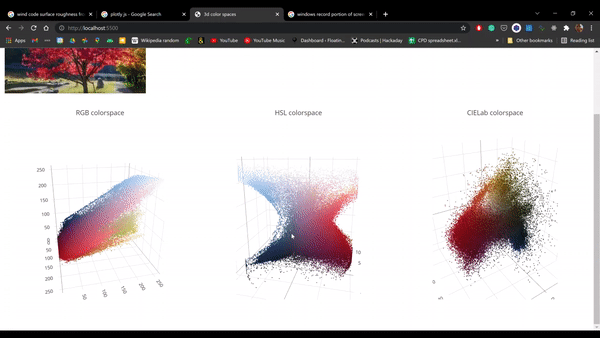 wind code surface roughness fr
plotly js - Google Search
3d color spaces
windows record portion of scree
http://localhost:5500
Apps
Wikipedia random
YouTube
YouTube Music
Dashboard ‹ Floatin...
Podcasts | Hackaday
CPD spreadsheet.xl...
Other bookmarks
Reading list
RGB colorspace
HSL colorspace
CIELab colorspace
250
200
150
100
50
0
50
100
150
200
250
50
100
150
200
250
10
5
0